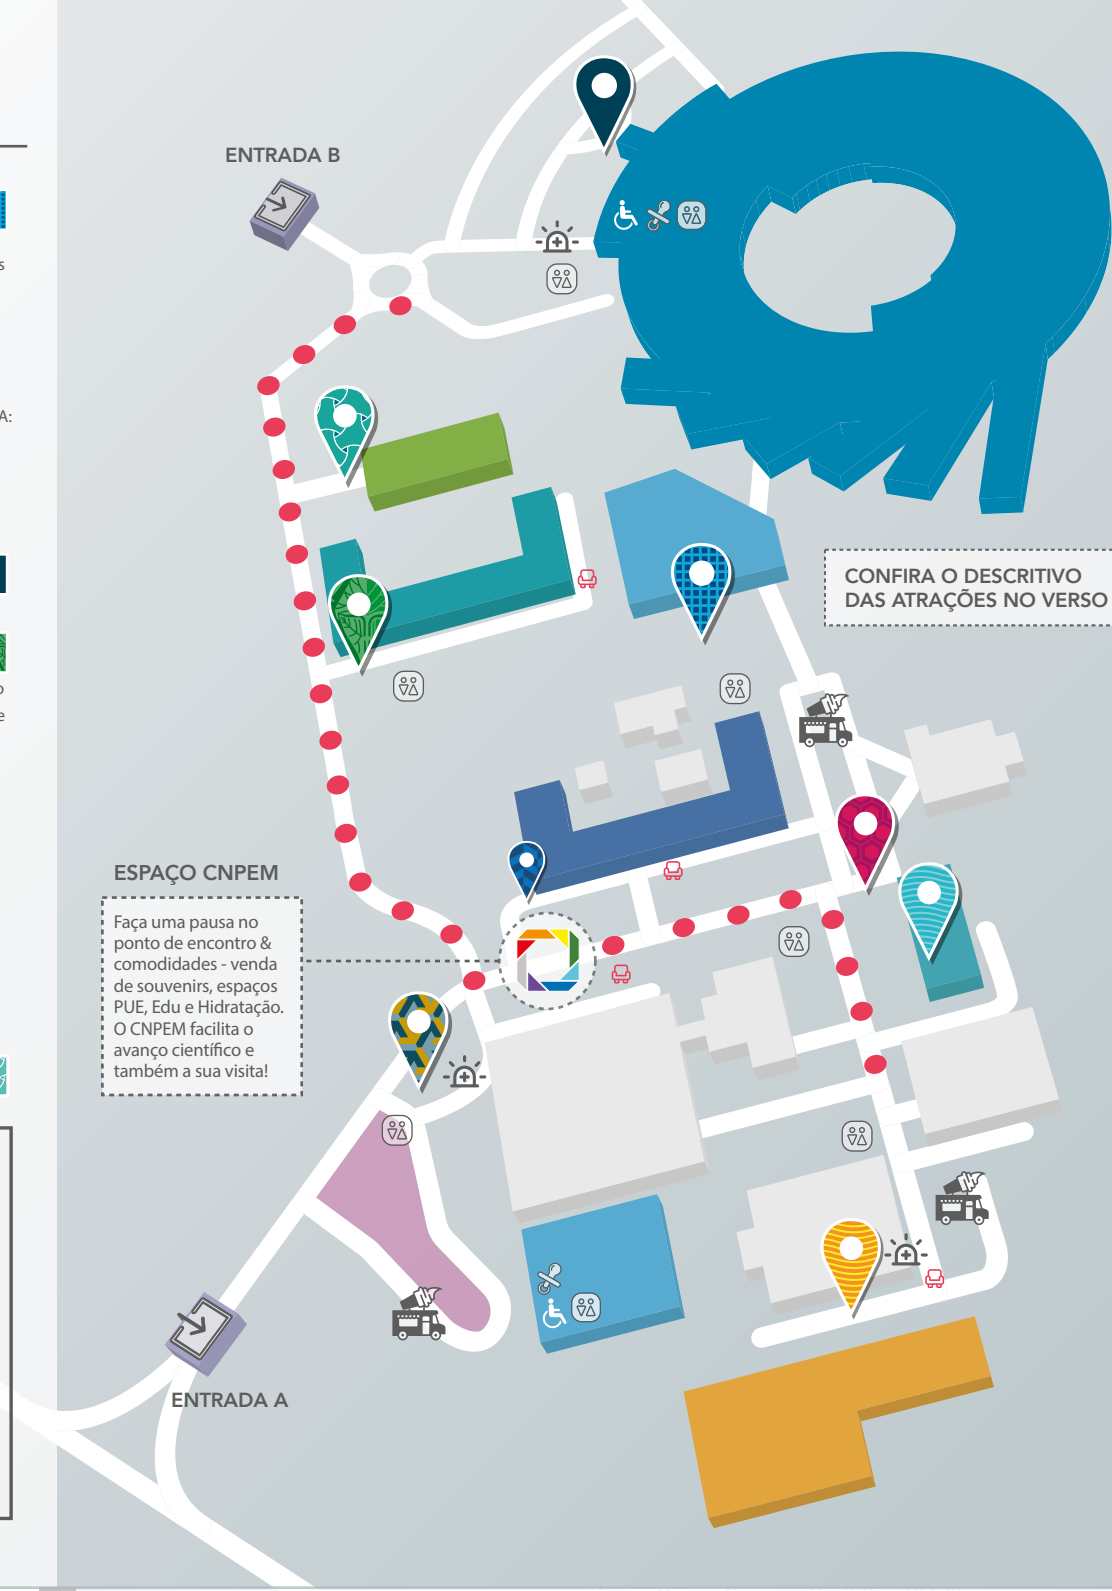 ENTRADA B
s
A:
CONFIRA O DESCRITIVO
DAS ATRAÇÕES NO VERSO
o
e
ESPAÇO CNPEM
Faça uma pausa no
ponto de encontro &
comodidades - venda
de souvenirs, espaços
PUE, Edu e Hidratação.
O CNPEM facilita o
avanço científico e
também a sua visita!
ENTRADA A